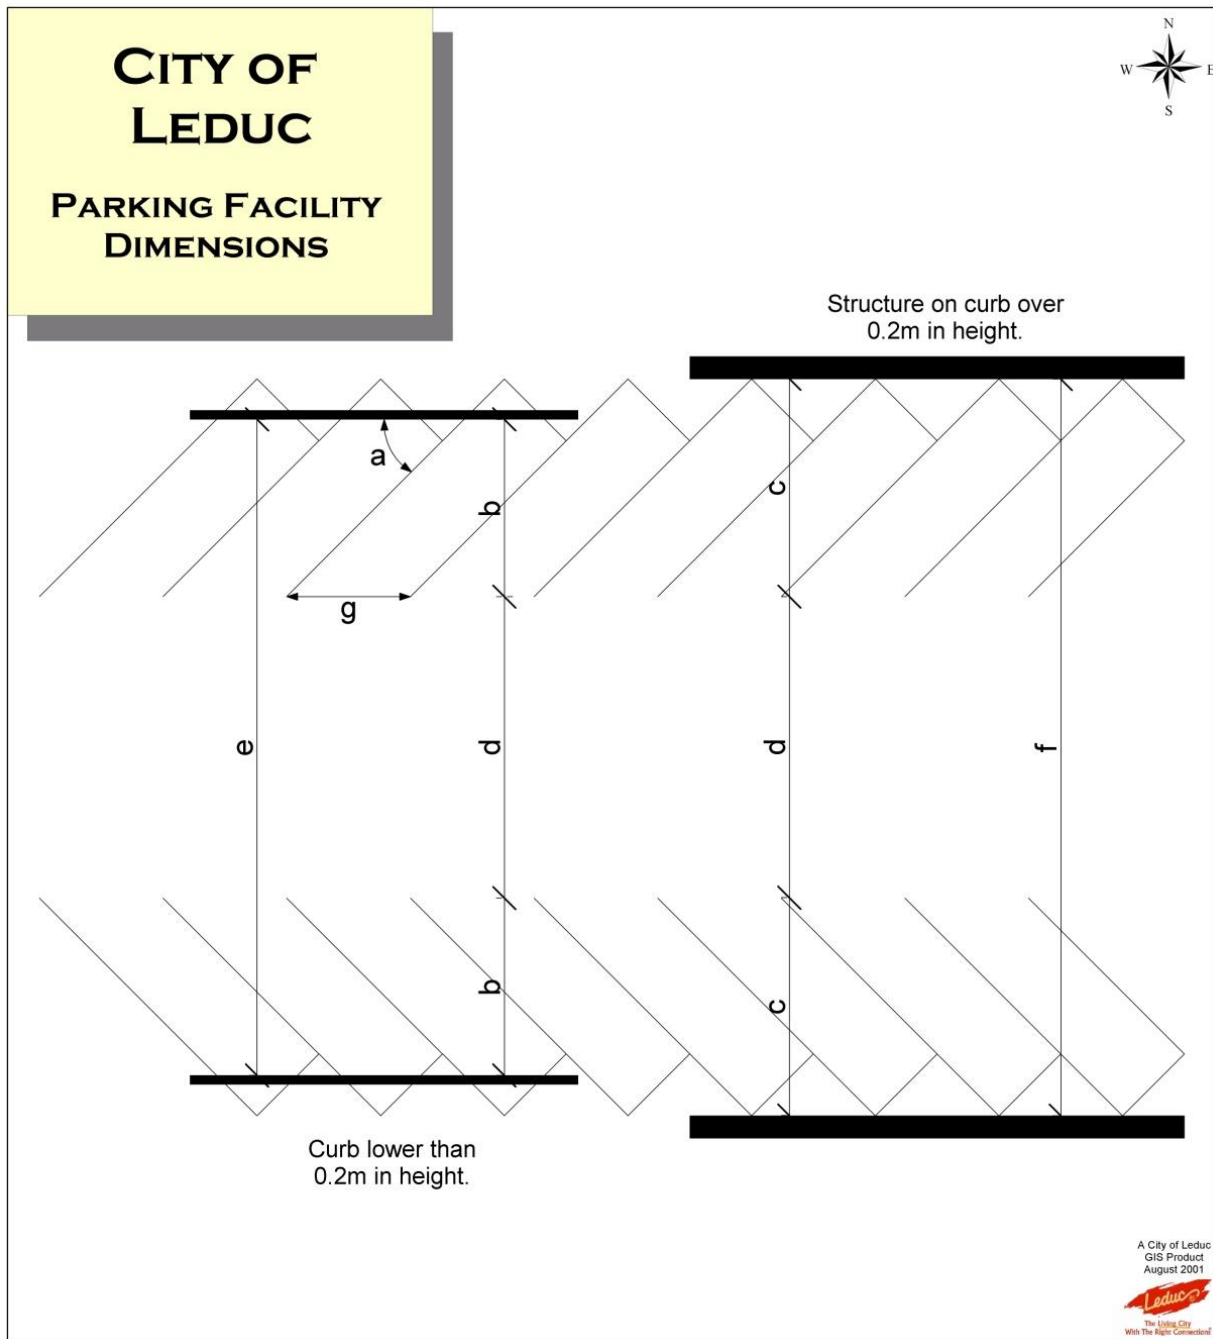 CITY OF
LEDUC
PARKING FACILITY
DIMENSIONS
N
W
E
S
Structure on curb over
0.2m in height.
a
b
c
g
e
d
d
f
b
c
Curb lower than
0.2m in height.
A City of Leduc
GIS Product
August 2001
Leduc
The Living City
With The Right Connections